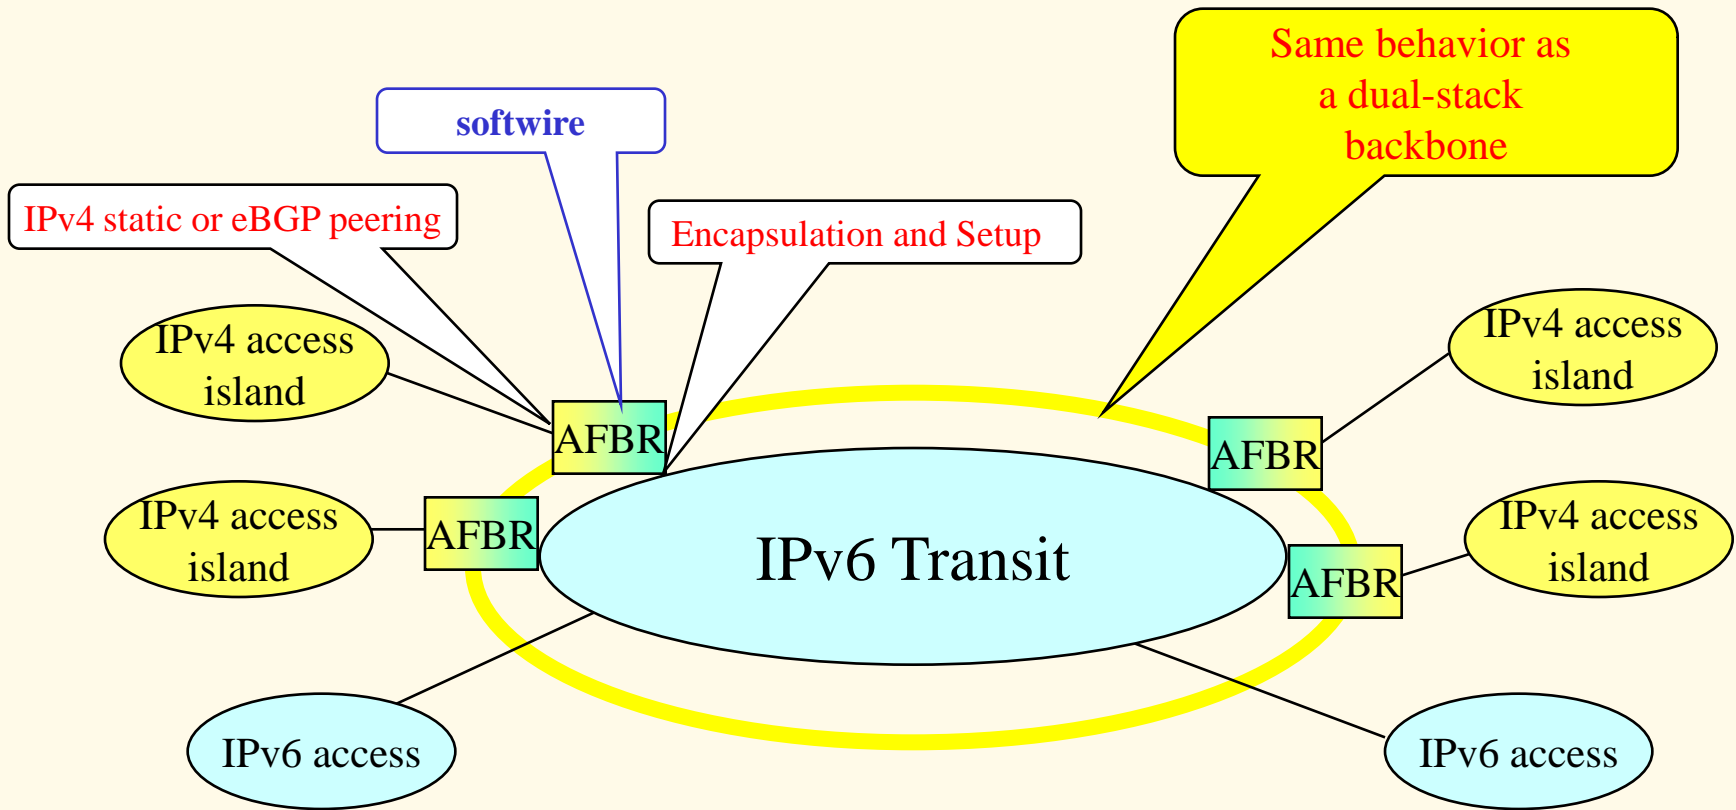 Same behavior as
a dual-stack
backbone
softwire
IPv4 static or eBGP peering
Encapsulation and Setup
IPv4 access
island
IPv4 access
island
AFBR
AFBR
IPv4 access
island
AFBR
IPv4 access
island
AFBR
IPv6 Transit
IPv6 access
IPv6 access